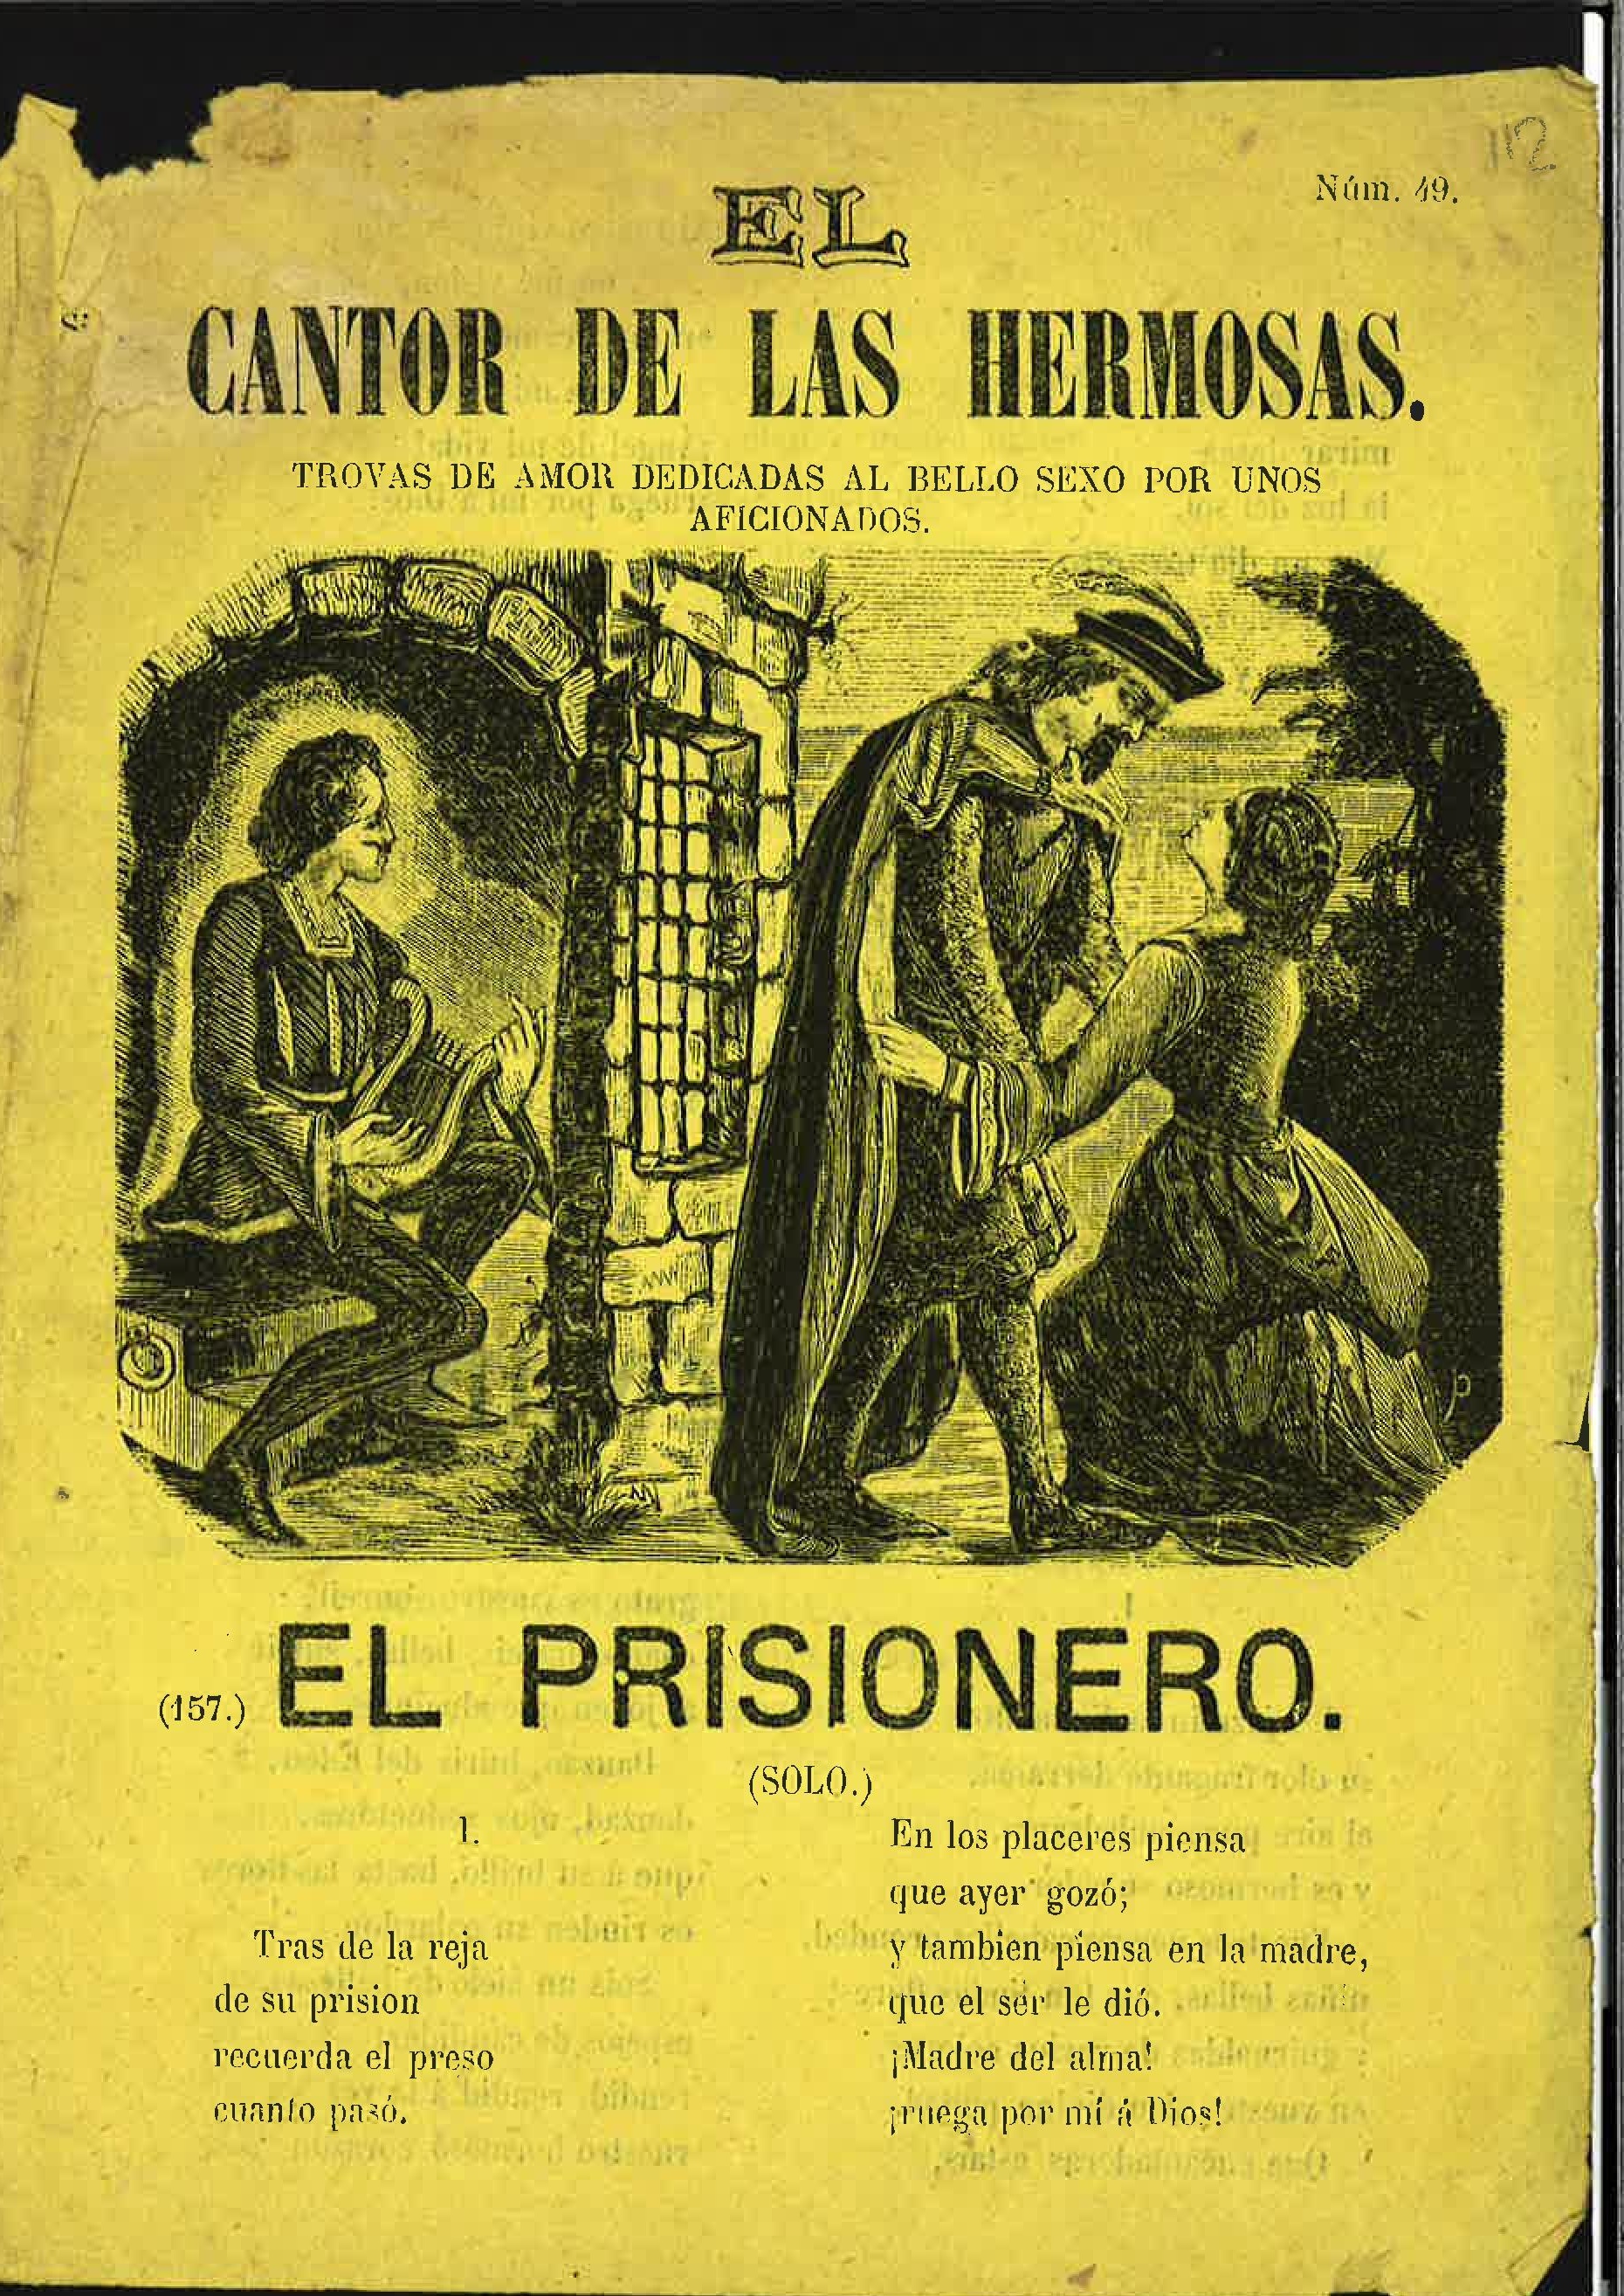 12
Núm. 49.
EL
CANTOR DE LAS HERMOSAS.
TROVAS DE AMOR DEDICADAS AL BELLO SEXO POR UNOS
AFICIONADOS.
(157.) EL PRISIONERO.
(SOLO.)
1.
Tras de la reja
de su prision
recuerda el preso
cuanto pasó.
En los placeres piensa
que ayer gozó;
y tambien piensa en la madre,
que el ser le dió.
¡Madre del alma!
¡ruega por mí á Dios!